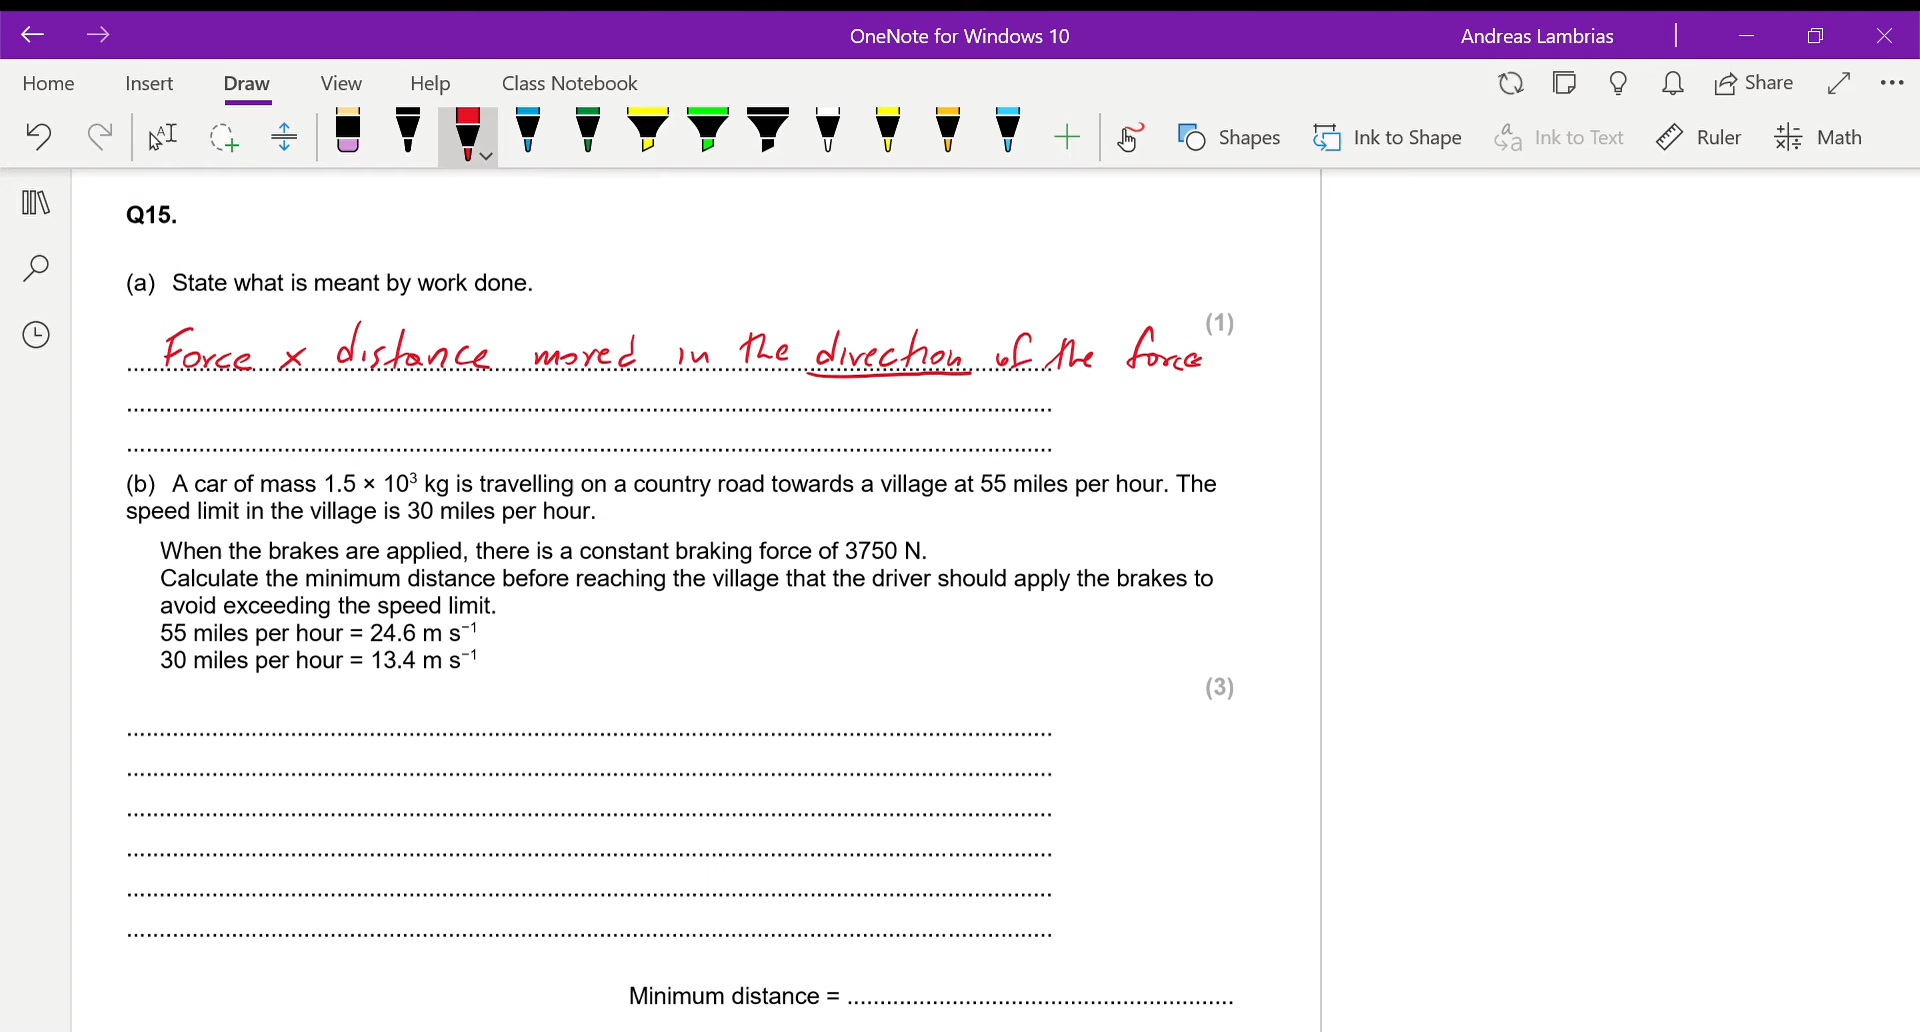 OneNote for Windows 10
Andreas Lambrias
Home Insert Draw View Help Class Notebook
Share
Shapes Ink to Shape Ink to Text Ruler Math
Q15.
(a) State what is meant by work done.
(1)
Force x distance moved in the direction of the force
(b) A car of mass 1.5 × 10³ kg is travelling on a country road towards a village at 55 miles per hour. The
speed limit in the village is 30 miles per hour.
When the brakes are applied, there is a constant braking force of 3750 N.
Calculate the minimum distance before reaching the village that the driver should apply the brakes to
avoid exceeding the speed limit.
55 miles per hour = 24.6 m s⁻¹
30 miles per hour = 13.4 m s⁻¹
(3)
Minimum distance = ..........................................................